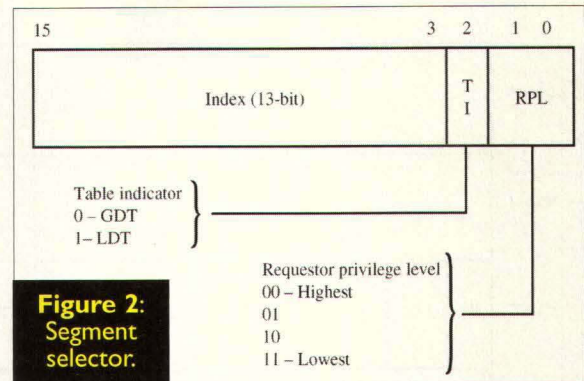 15 3 2 1 0
Index (13-bit)
T
I
RPL
Table indicator
0 – GDT
1– LDT
Requestor privilege level
00 – Highest
01
10
11 – Lowest
Figure 2:
Segment
selector.